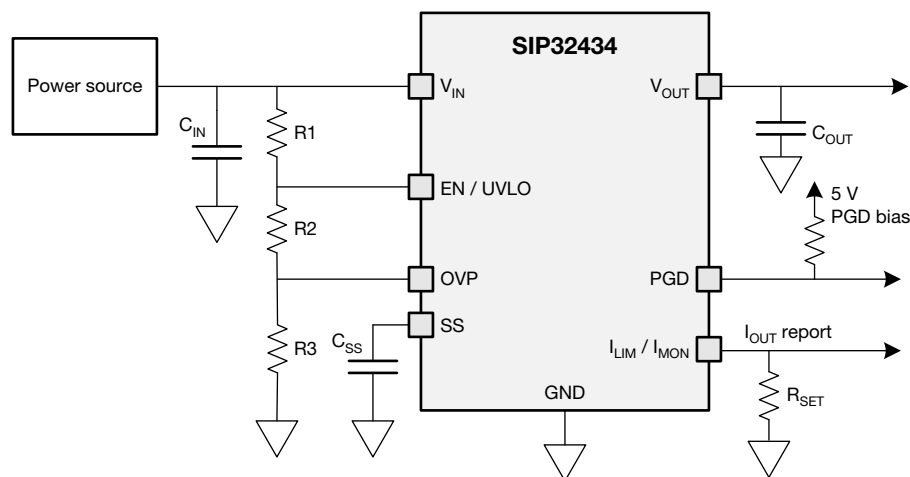 SIP32434
Power source
V_IN
V_OUT
C_IN
R1
C_OUT
EN / UVLO
5 V
PGD bias
R2
OVP
PGD
SS
C_SS
R3
I_OUT report
I_LIM / I_MON
R_SET
GND